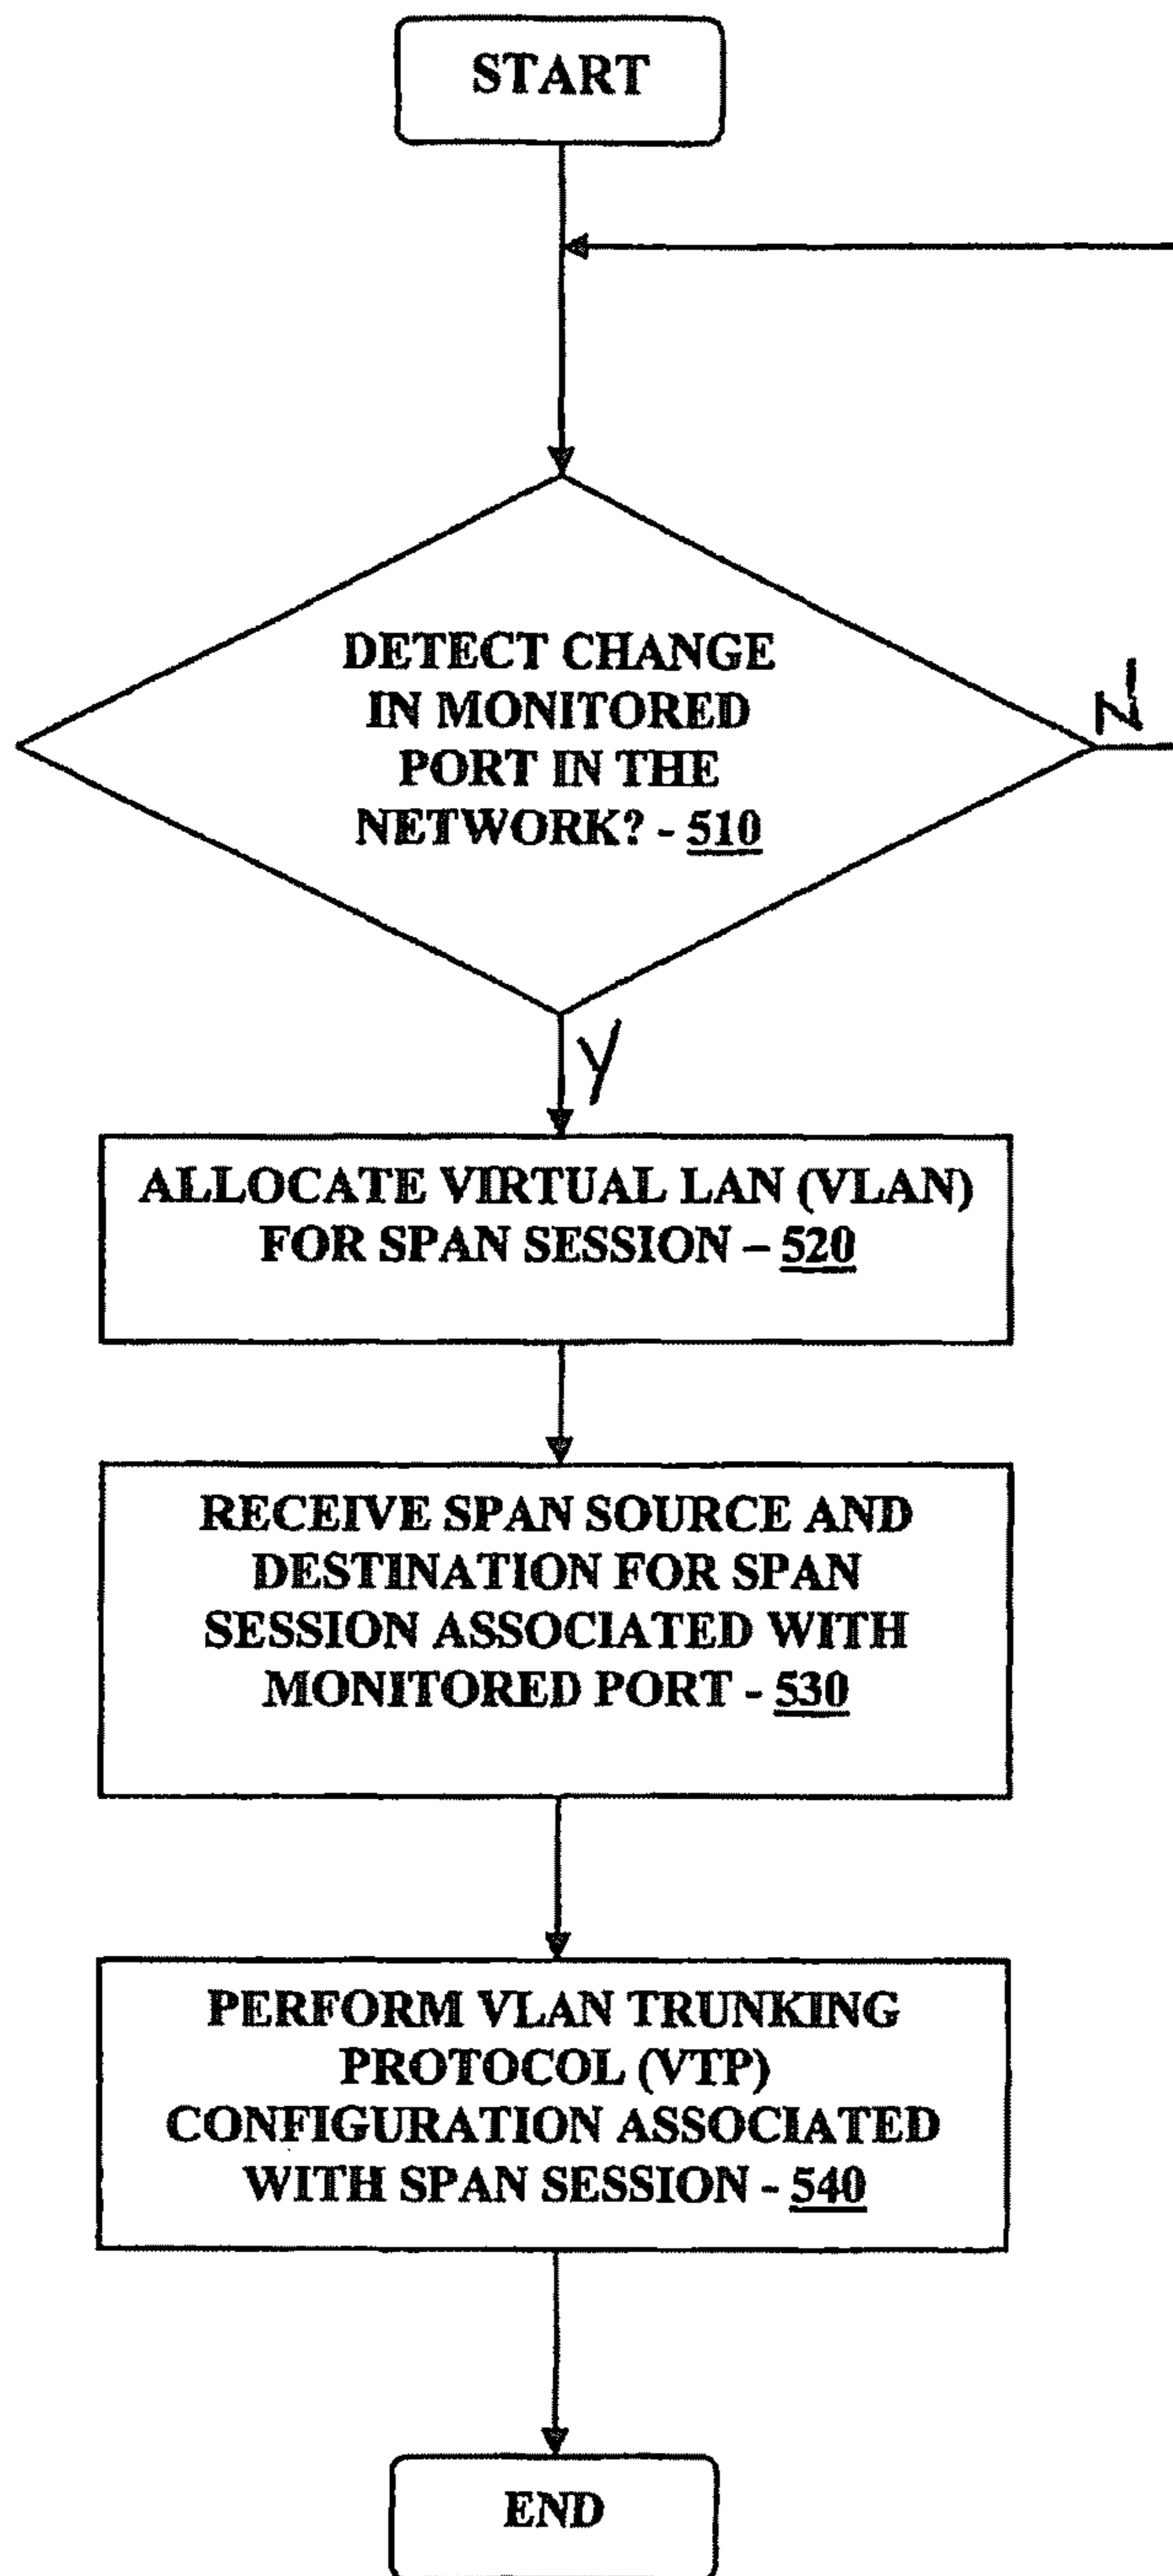 START
DETECT CHANGE
IN MONITORED
PORT IN THE
NETWORK? - 510
N
Y
ALLOCATE VIRTUAL LAN (VLAN)
FOR SPAN SESSION – 520
RECEIVE SPAN SOURCE AND
DESTINATION FOR SPAN
SESSION ASSOCIATED WITH
MONITORED PORT - 530
PERFORM VLAN TRUNKING
PROTOCOL (VTP)
CONFIGURATION ASSOCIATED
WITH SPAN SESSION - 540
END